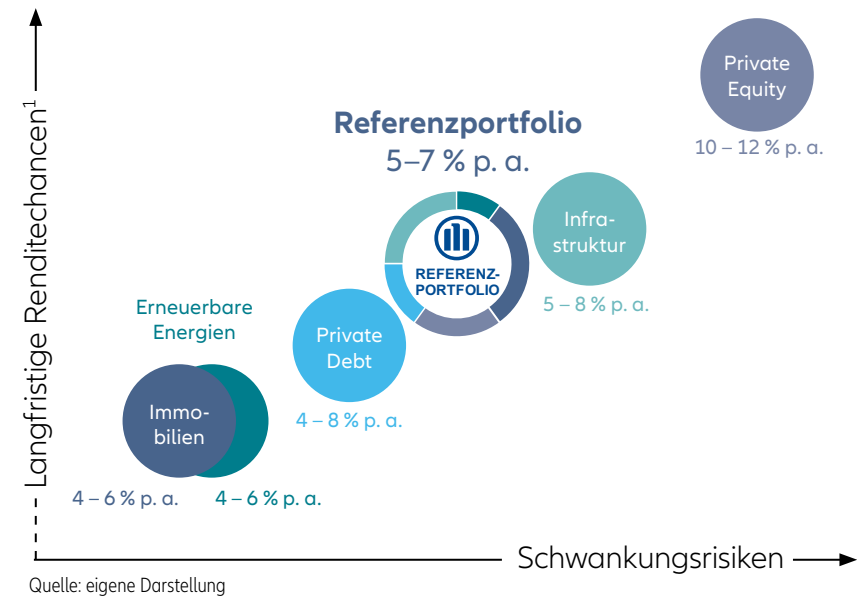 Langfristige Renditechancen¹
Private
Equity
10 – 12 % p. a.
Referenzportfolio
5–7 % p. a.
REFERENZ-
PORTFOLIO
Infra-
struktur
5 – 8 % p. a.
Erneuerbare
Energien
Private
Debt
4 – 8 % p. a.
Immo-
bilien
4 – 6 % p. a.
4 – 6 % p. a.
Schwankungsrisiken
Quelle: eigene Darstellung